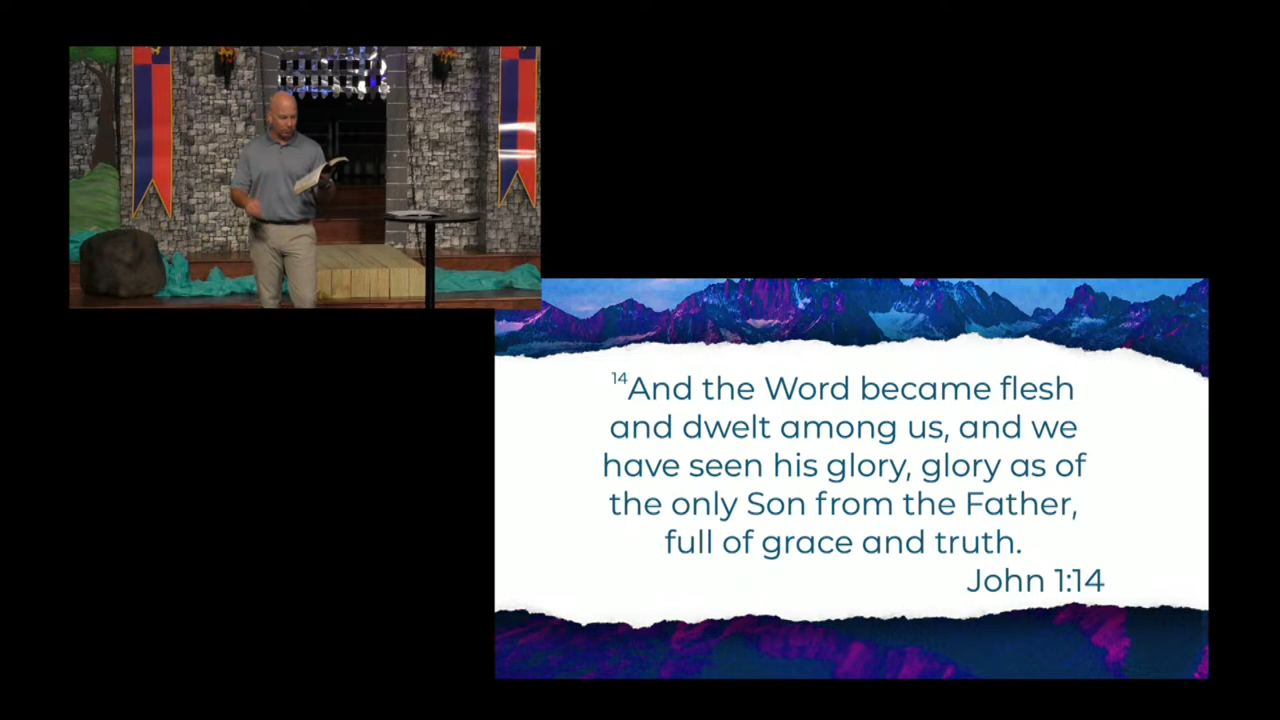 14And the Word became flesh
and dwelt among us, and we
have seen his glory, glory as of
the only Son from the Father,
full of grace and truth.
John 1:14